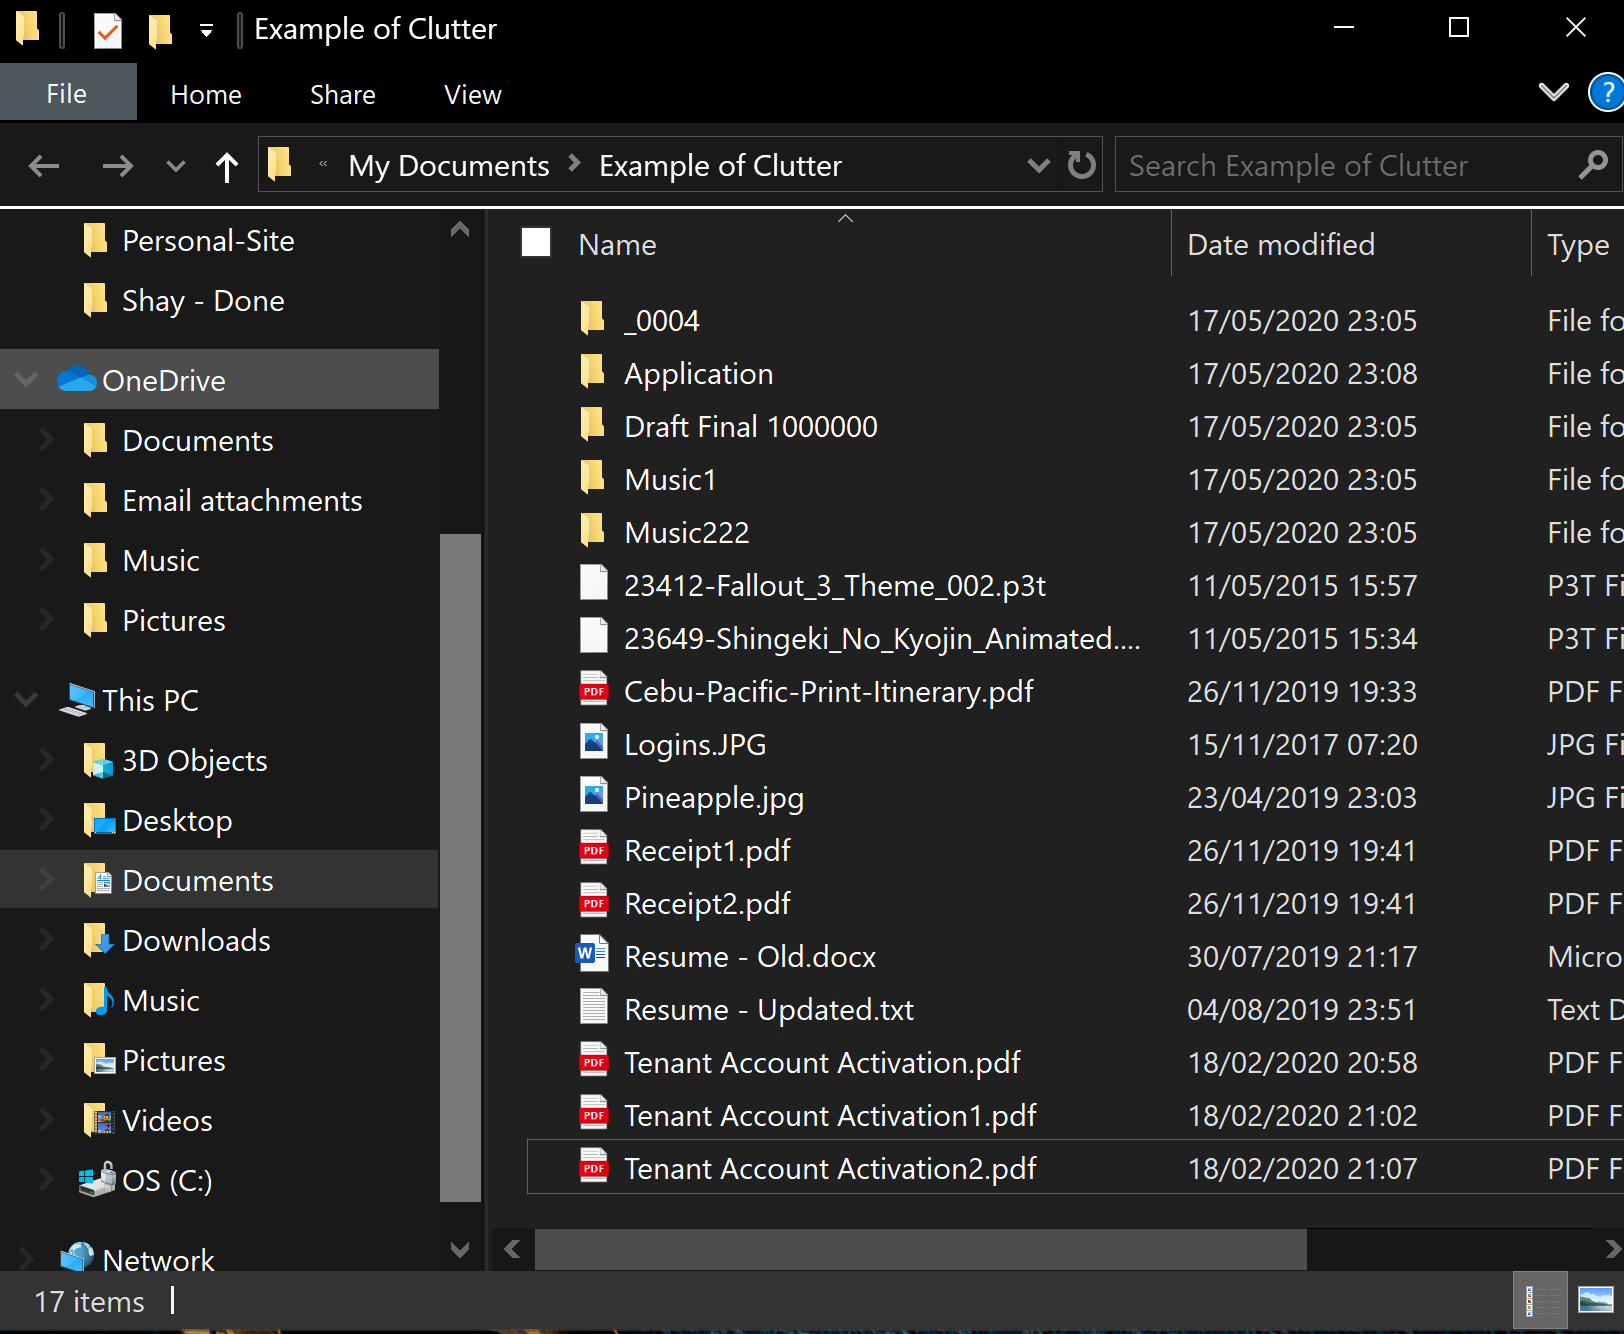 Example of Clutter
File Home Share View ?
« My Documents Example of Clutter Search Example of Clutter
Personal-Site
Shay - Done
OneDrive
Documents
Email attachments
Music
Pictures
This PC
3D Objects
Desktop
Documents
Downloads
Music
Pictures
Videos
OS (C:)
Network
Name Date modified Type
_0004 17/05/2020 23:05 File fo
Application 17/05/2020 23:08 File fo
Draft Final 1000000 17/05/2020 23:05 File fo
Music1 17/05/2020 23:05 File fo
Music222 17/05/2020 23:05 File fo
23412-Fallout_3_Theme_002.p3t 11/05/2015 15:57 P3T Fi
23649-Shingeki_No_Kyojin_Animated.... 11/05/2015 15:34 P3T Fi
PDF Cebu-Pacific-Print-Itinerary.pdf 26/11/2019 19:33 PDF F
Logins.JPG 15/11/2017 07:20 JPG Fi
Pineapple.jpg 23/04/2019 23:03 JPG Fi
PDF Receipt1.pdf 26/11/2019 19:41 PDF F
PDF Receipt2.pdf 26/11/2019 19:41 PDF F
W Resume - Old.docx 30/07/2019 21:17 Micro
Resume - Updated.txt 04/08/2019 23:51 Text D
PDF Tenant Account Activation.pdf 18/02/2020 20:58 PDF F
PDF Tenant Account Activation1.pdf 18/02/2020 21:02 PDF F
PDF Tenant Account Activation2.pdf 18/02/2020 21:07 PDF F
17 items